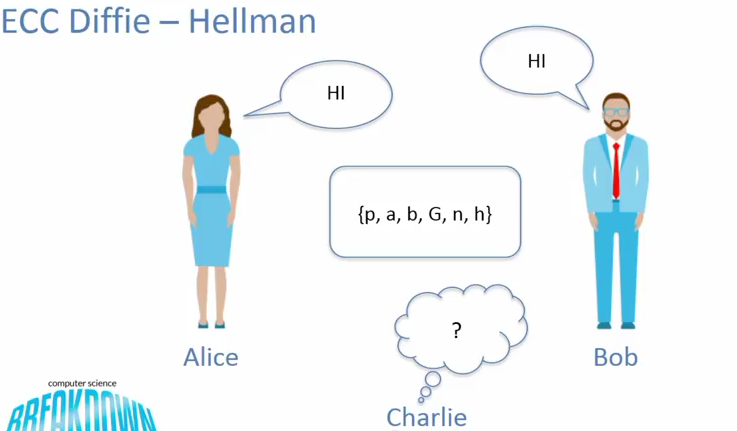 ECC Diffie – Hellman
HI
HI
{p, a, b, G, n, h}
?
Alice
Bob
Charlie
computer science
BREAKDOWN